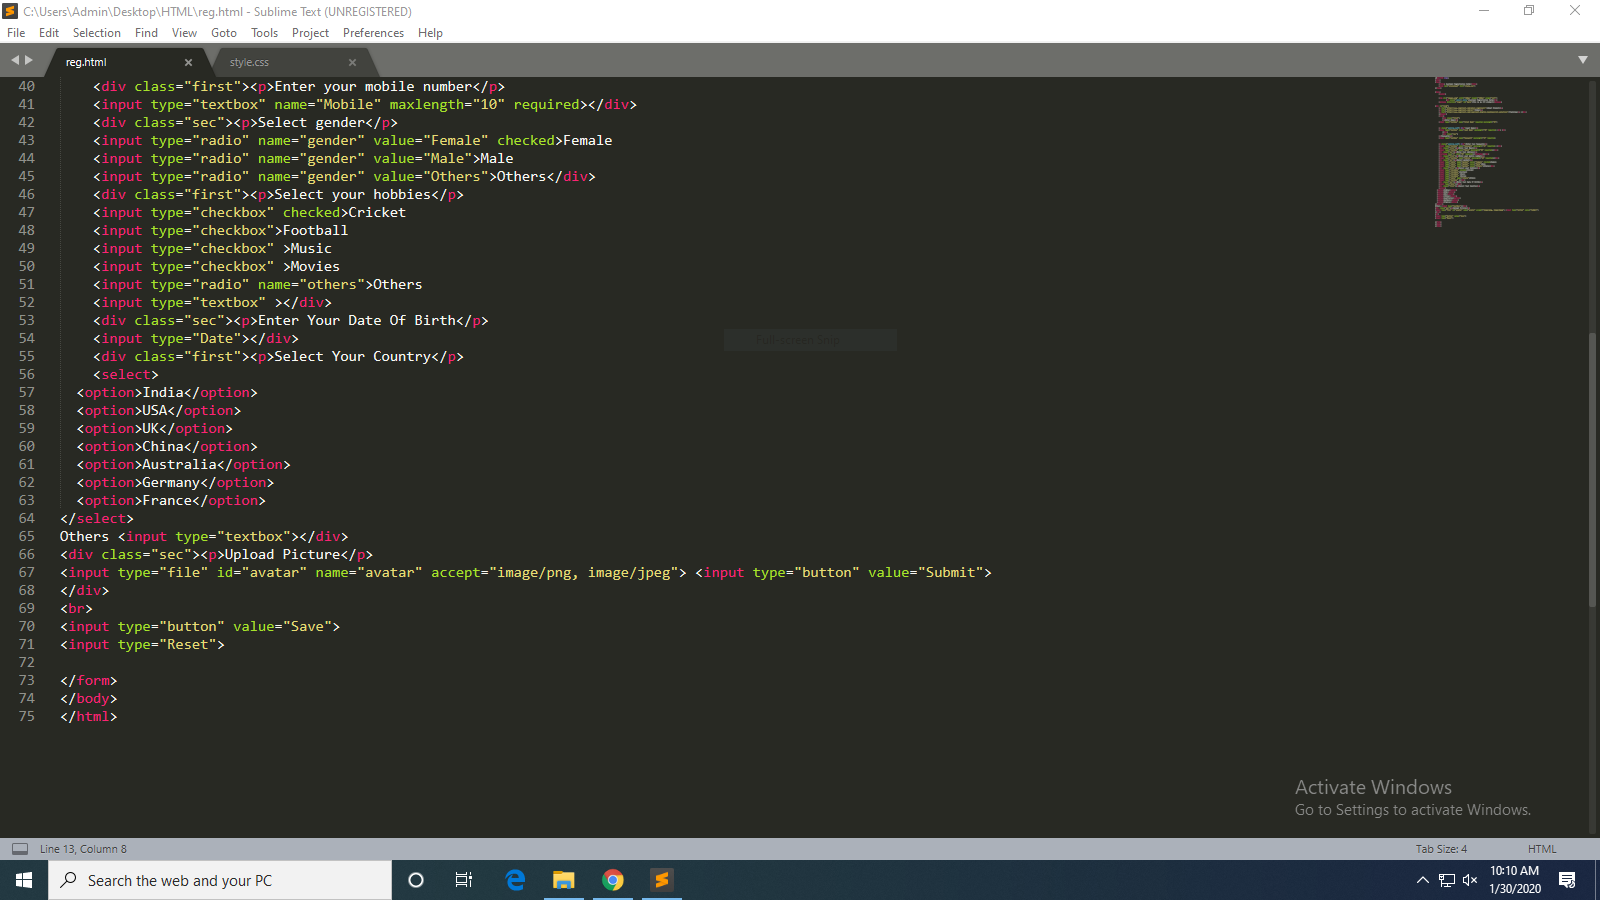 C:\Users\Admin\Desktop\HTML\reg.html - Sublime Text (UNREGISTERED)
File Edit Selection Find View Goto Tools Project Preferences Help
reg.html × style.css ×
40 <div class="first"><p>Enter your mobile number</p>
41 <input type="textbox" name="Mobile" maxlength="10" required></div>
42 <div class="sec"><p>Select gender</p>
43 <input type="radio" name="gender" value="Female" checked>Female
44 <input type="radio" name="gender" value="Male">Male
45 <input type="radio" name="gender" value="Others">Others</div>
46 <div class="first"><p>Select your hobbies</p>
47 <input type="checkbox" checked>Cricket
48 <input type="checkbox">Football
49 <input type="checkbox" >Music
50 <input type="checkbox" >Movies
51 <input type="radio" name="others">Others
52 <input type="textbox" ></div>
53 <div class="sec"><p>Enter Your Date Of Birth</p>
54 <input type="Date"></div>
55 <div class="first"><p>Select Your Country</p>
56 <select>
57 <option>India</option>
58 <option>USA</option>
59 <option>UK</option>
60 <option>China</option>
61 <option>Australia</option>
62 <option>Germany</option>
63 <option>France</option>
64 </select>
65 Others <input type="textbox"></div>
66 <div class="sec"><p>Upload Picture</p>
67 <input type="file" id="avatar" name="avatar" accept="image/png, image/jpeg"> <input type="button" value="Submit">
68 </div>
69 <br>
70 <input type="button" value="Save">
71 <input type="Reset">
72
73 </form>
74 </body>
75 </html>
Full-screen Snip
Activate Windows
Go to Settings to activate Windows.
Line 13, Column 8 Tab Size: 4 HTML
Search the web and your PC
10:10 AM
1/30/2020